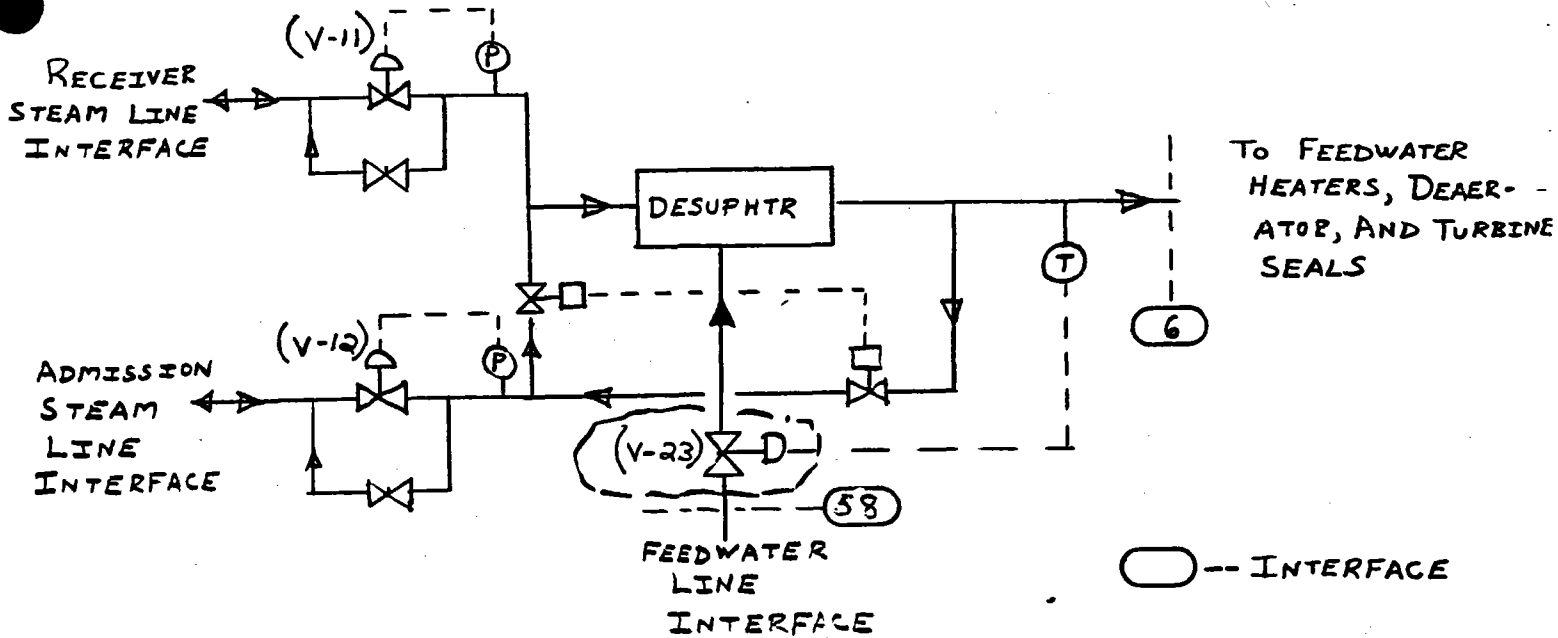 (V-11)
P
RECEIVER
STEAM LINE
INTERFACE
TO FEEDWATER
HEATERS, DEAER-
ATOR, AND TURBINE
SEALS
DESUPHTR
T
6
(V-12)
P
ADMISSION
STEAM
LINE
INTERFACE
(V-23)
58
FEEDWATER
LINE
INTERFACE
-- INTERFACE